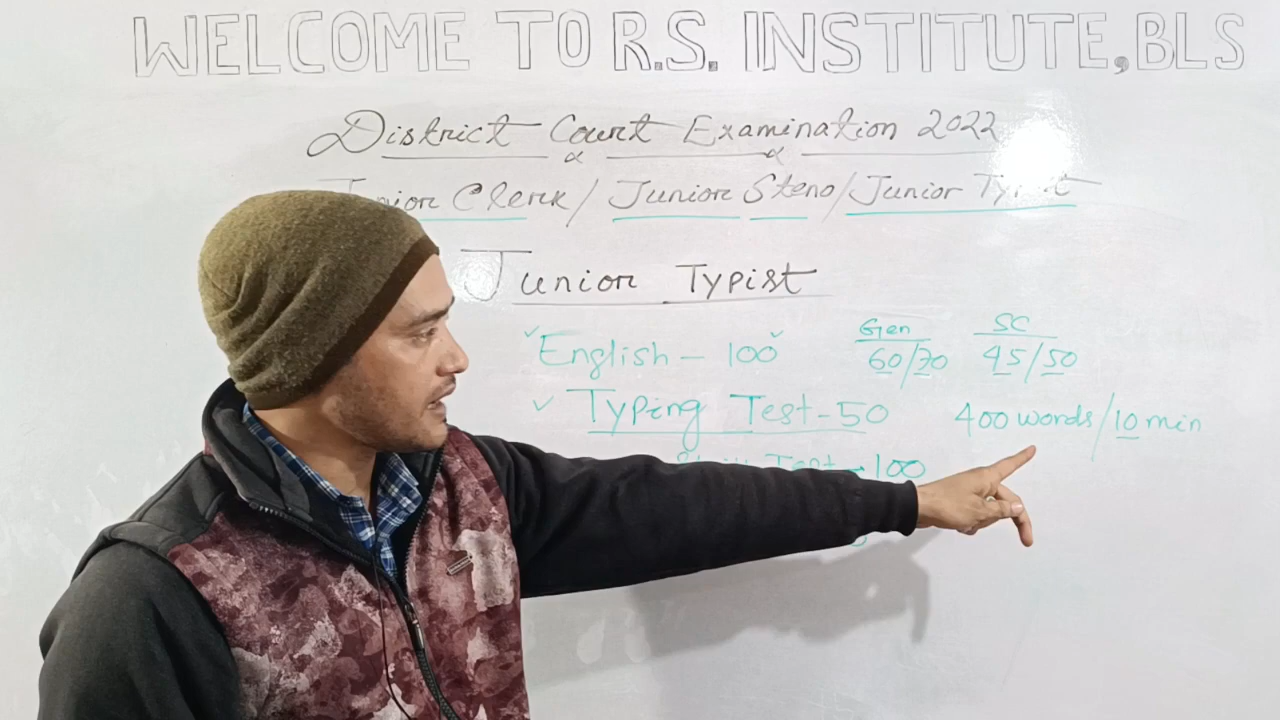 WELCOME TO R.S. INSTITUTE, BLS
District Court Examination 2022
Clerk / Junior Steno / Junior
Junior Typist
English - 100 Gen 60/70 SC 45/50
Typing Test - 50 400 words / 10 min
Test - 100